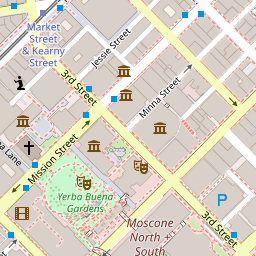 Market
Street
& Kearny
Street
Jessie Street
3rd Street
Minna Street
Lane
Mission Street
Yerba Buena
Gardens
P
3rd Street
Moscone
North +
South